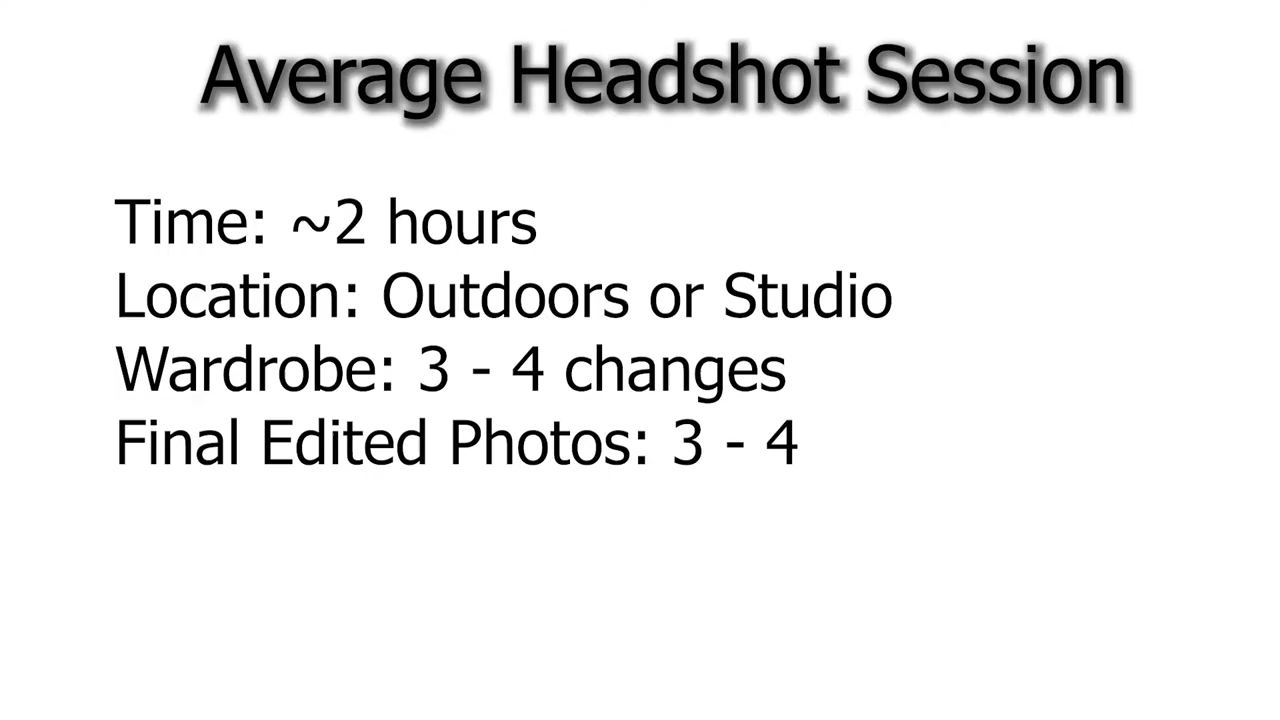 Average Headshot Session
Time: ~2 hours
Location: Outdoors or Studio
Wardrobe: 3 - 4 changes
Final Edited Photos: 3 - 4